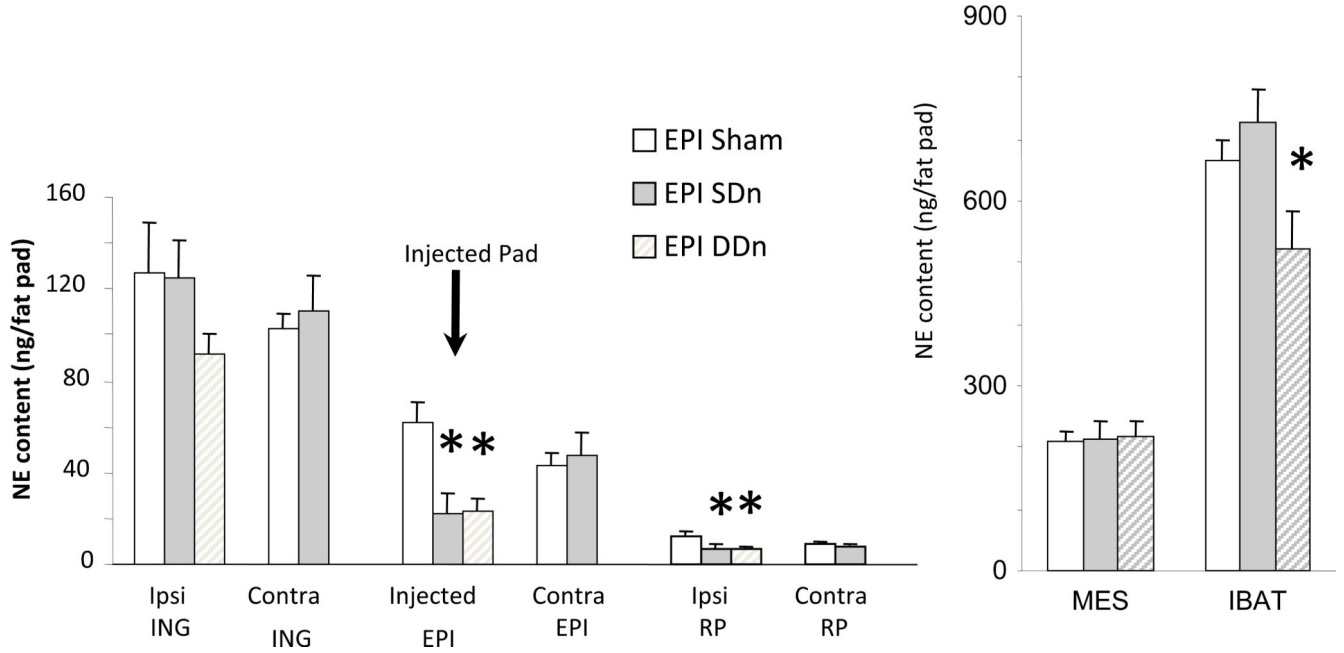 EPI Sham
EPI SDn
EPI DDn
Injected Pad
NE content (ng/fat pad)
160
120
80
40
0
* *
**
Ipsi
ING
Contra
ING
Injected
EPI
Contra
EPI
Ipsi
RP
Contra
RP
NE content (ng/fat pad)
900
600
300
0
*
MES
IBAT